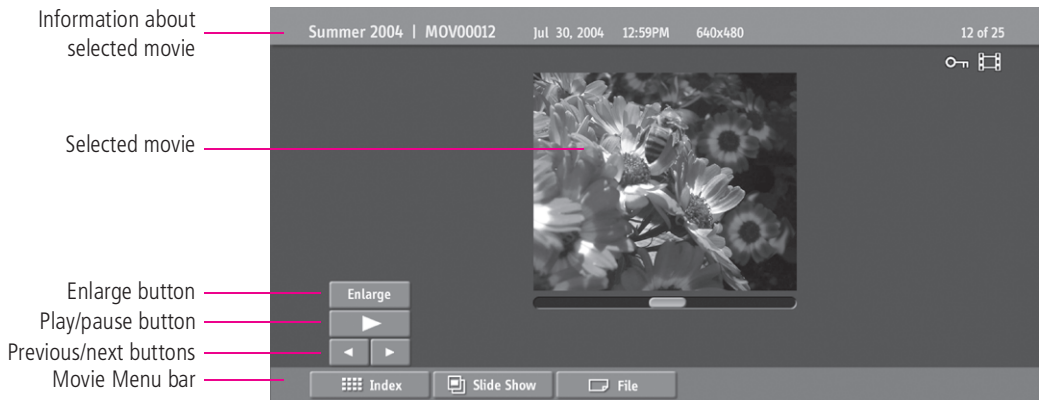 Information about
selected movie
Summer 2004 | MOV00012 Jul 30, 2004 12:59PM 640x480 12 of 25
Selected movie
Enlarge button
Enlarge
Play/pause button
Previous/next buttons
Movie Menu bar
Index Slide Show File